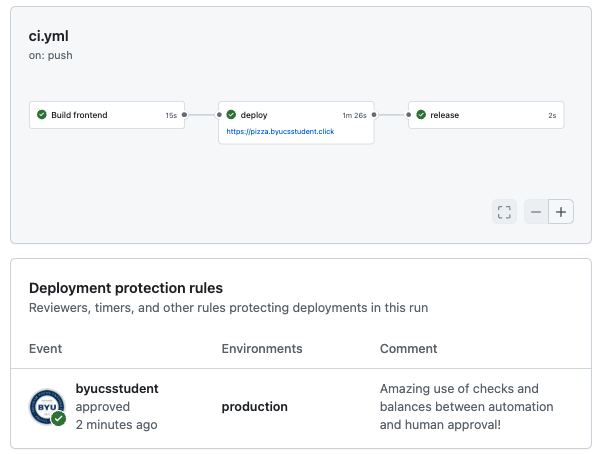 ci.yml
on: push
Build frontend 15s
deploy 1m 26s
https://pizza.byucsstudent.click
release 2s
Deployment protection rules
Reviewers, timers, and other rules protecting deployments in this run
Event Environments Comment
byucsstudent
approved
2 minutes ago
BYU
production
Amazing use of checks and
balances between automation
and human approval!